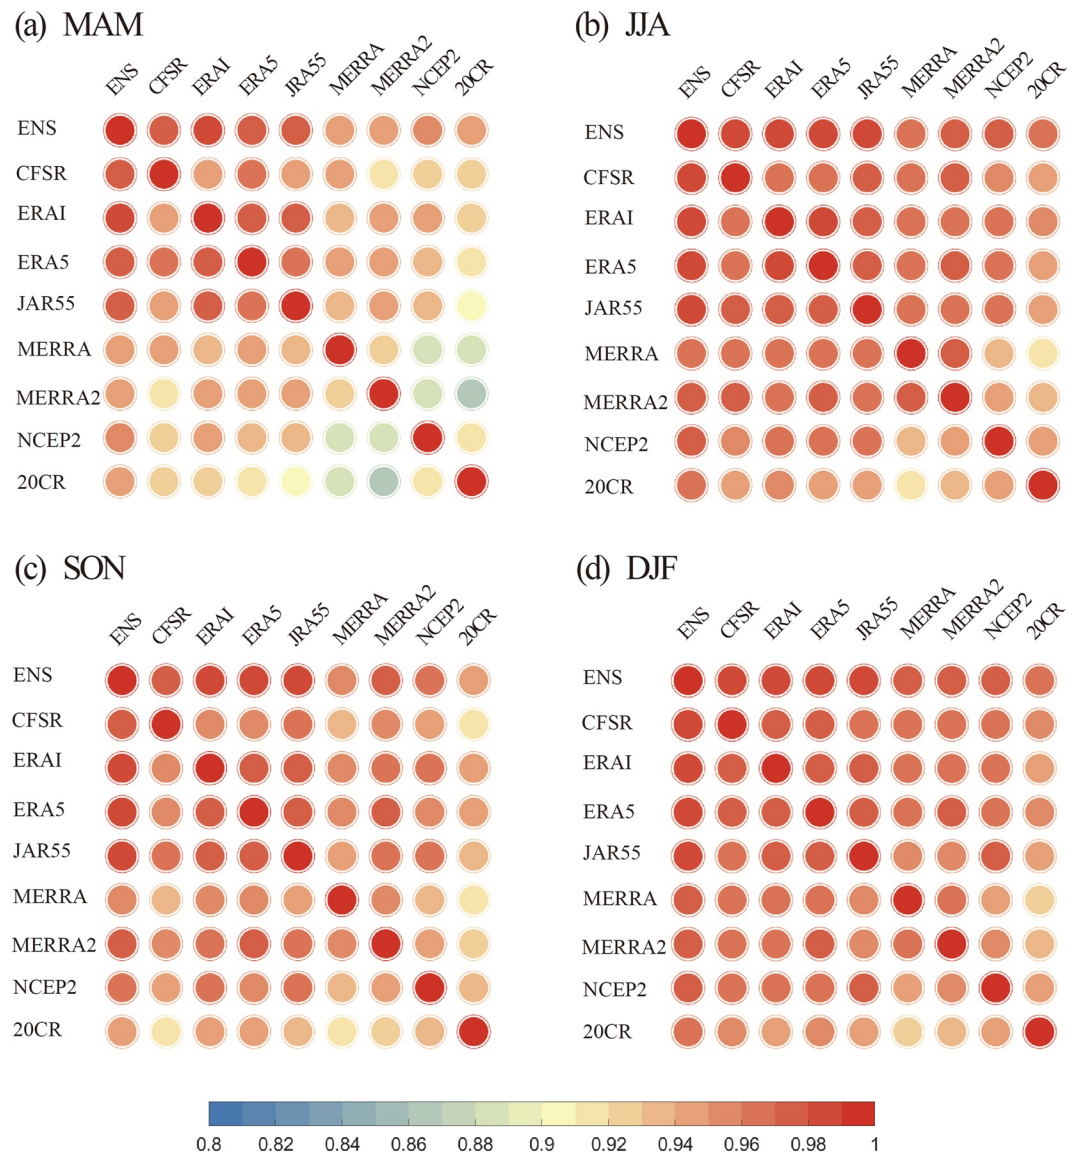 (a) MAM
ENS CFSR ERAI ERA5 JRA55 MERRA MERRA2 NCEP2 20CR
ENS
CFSR
ERAI
ERA5
JAR55
MERRA
MERRA2
NCEP2
20CR
(b) JJA
ENS CFSR ERAI ERA5 JRA55 MERRA MERRA2 NCEP2 20CR
ENS
CFSR
ERAI
ERA5
JAR55
MERRA
MERRA2
NCEP2
20CR
(c) SON
ENS CFSR ERAI ERA5 JRA55 MERRA MERRA2 NCEP2 20CR
ENS
CFSR
ERAI
ERA5
JAR55
MERRA
MERRA2
NCEP2
20CR
(d) DJF
ENS CFSR ERAI ERA5 JRA55 MERRA MERRA2 NCEP2 20CR
ENS
CFSR
ERAI
ERA5
JAR55
MERRA
MERRA2
NCEP2
20CR
0.8 0.82 0.84 0.86 0.88 0.9 0.92 0.94 0.96 0.98 1